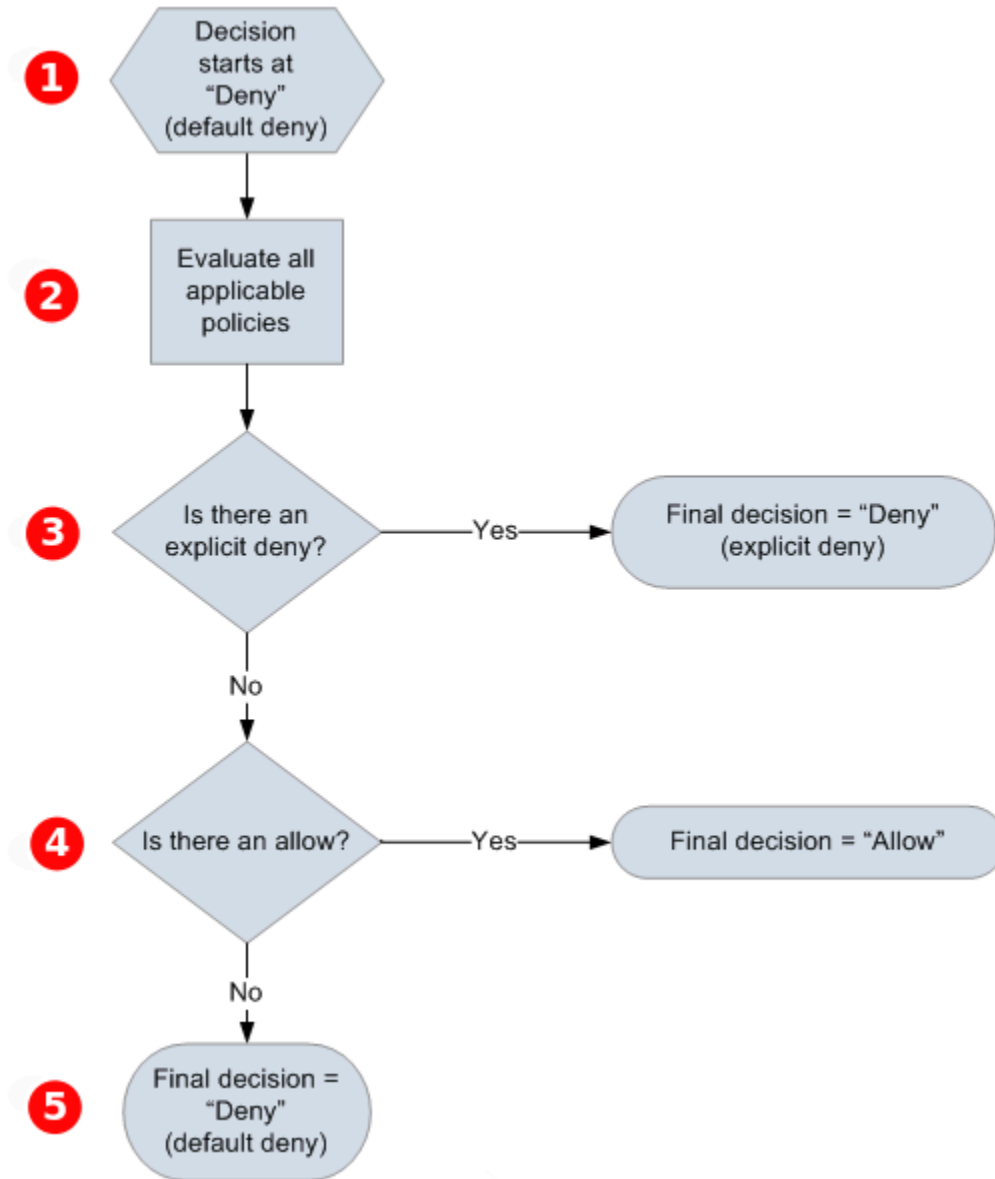 1
Decision
starts at
“Deny”
(default deny)
2
Evaluate all
applicable
policies
3
Is there an
explicit deny?
Yes
Final decision = “Deny”
(explicit deny)
No
4
Is there an allow?
Yes
Final decision = “Allow”
No
5
Final decision =
“Deny”
(default deny)